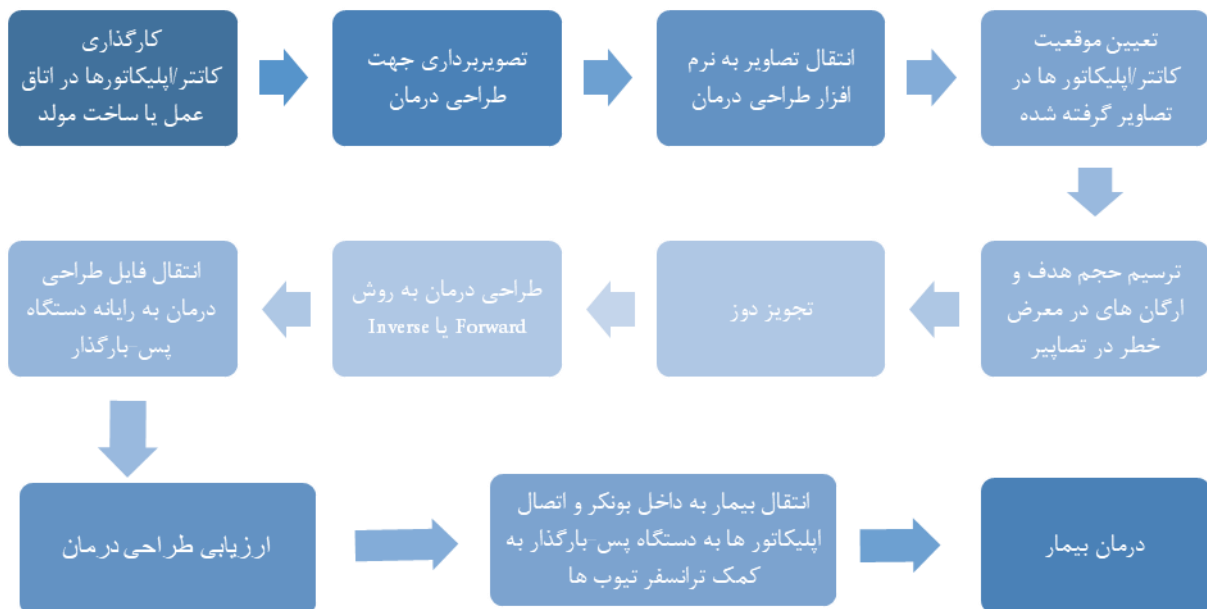 کارگذاری
کاتتر/اپلیکاتورها در اتاق
عمل یا ساخت مولد
تصویربرداری جهت
طراحی درمان
انتقال تصاویر به نرم
افزار طراحی درمان
تعیین موقعیت
کاتتر/اپلیکاتور ها در
تصاویر گرفته شده
ترسیم حجم هدف و
ارگان های در معرض
خطر در تصاپیر
تجویز دوز
طراحی درمان به روش
Forward یا Inverse
انتقال فایل طراحی
درمان به رایانه دستگاه
پس-بارگذار
ارزیابی طراحی درمان
انتقال بیمار به داخل بونکر و اتصال
اپلیکاتور ها به دستگاه پس-بارگذار به
کمک ترانسفر تیوب ها
درمان بیمار